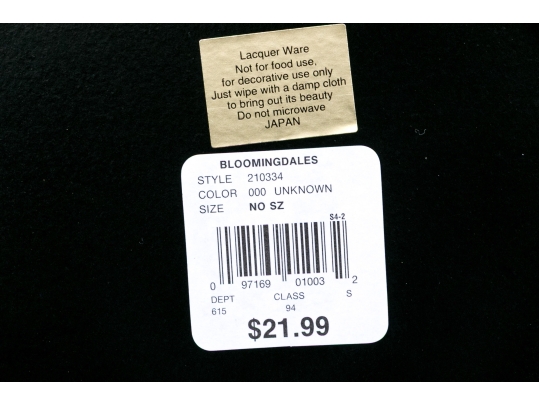 Lacquer Ware
Not for food use,
for decorative use only
Just wipe with a damp cloth
to bring out its beauty
Do not microwave
JAPAN
BLOOMINGDALES
STYLE 210334
COLOR 000 UNKNOWN
SIZE NO SZ
S4-2
0 97169 01003 2
DEPT CLASS S
615 94
$21.99